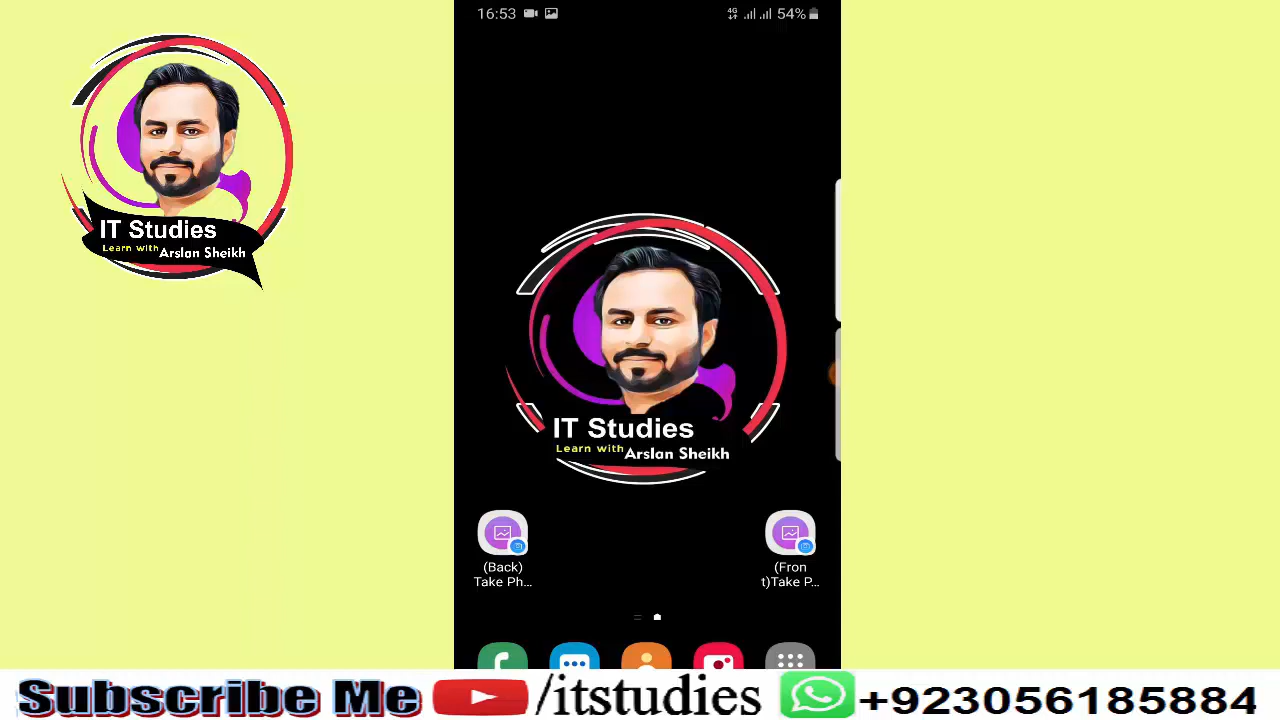 16:53
4G
54%
IT Studies
Learn with Arslan Sheikh
IT Studies
Learn with Arslan Sheikh
(Back)
Take Ph...
(Fron
t)Take P...
Subscribe Me /itstudies +923056185884